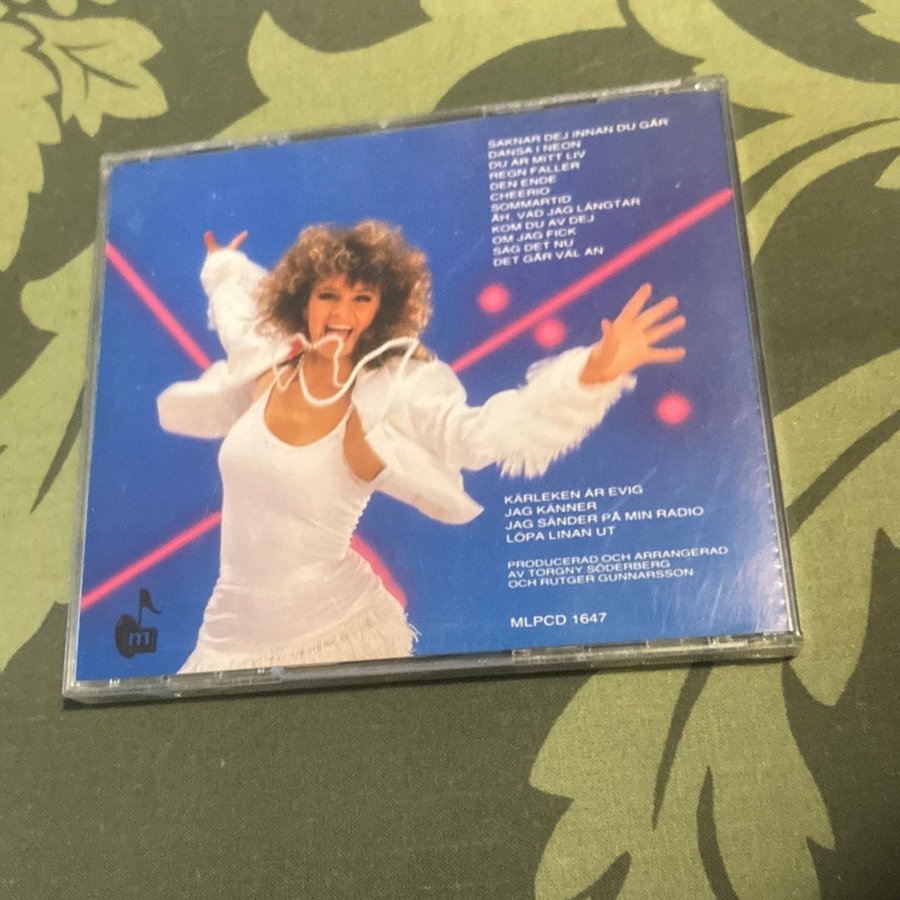 SAKNAR DEJ INNAN DU GÅR
DANSA I NEON
DU ÄR MITT LIV
REGN FALLER
DEN ENDE
CHEERIO
SOMMARTID
ÅH, VAD JAG LÄNGTAR
KOM DU AV DEJ
OM JAG FICK
SÄG DET NU
DET GÅR VÄL AN
KÄRLEKEN ÄR EVIG
JAG KÄNNER
JAG SÄNDER PÅ MIN RADIO
LÖPA LINAN UT
PRODUCERAD OCH ARRANGERAD
AV TORGNY SÖDERBERG
OCH RUTGER GUNNARSSON
MLPCD 1647
m